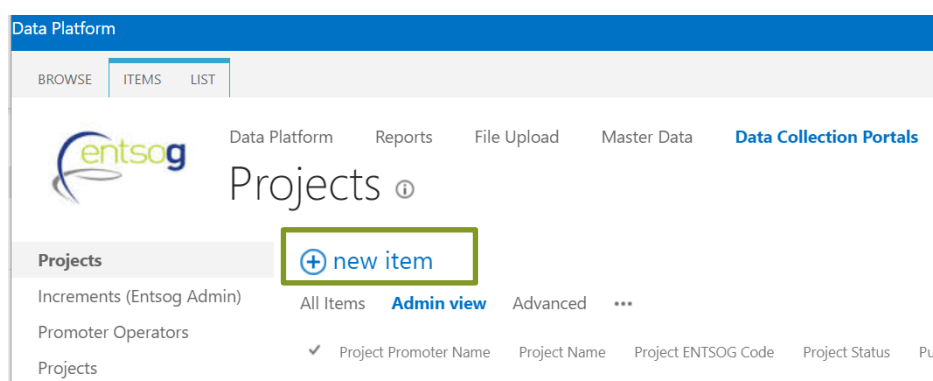 Data Platform
BROWSE ITEMS LIST
entsog
Data Platform Reports File Upload Master Data Data Collection Portals
Projects
Projects
new item
Increments (Entsog Admin)
All Items Admin view Advanced ...
Promoter Operators
Project Promoter Name Project Name Project ENTSOG Code Project Status
Projects